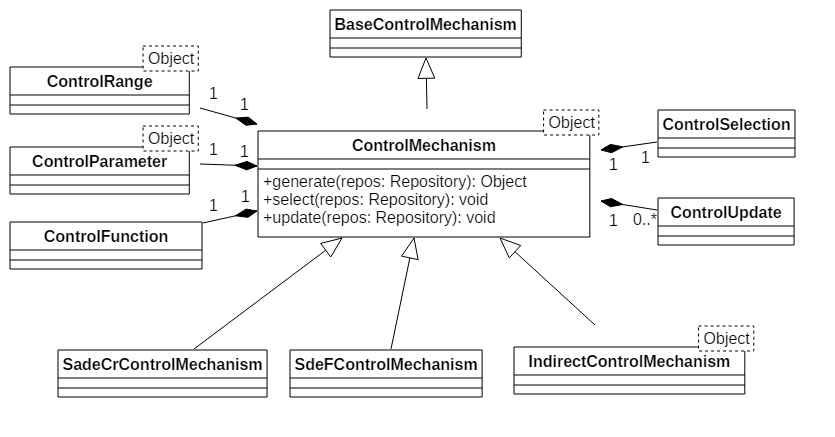 BaseControlMechanism
Object
ControlRange
1
1
Object
ControlParameter
1
1
ControlFunction
1
1
Object
ControlMechanism
+generate(repos: Repository): Object
+select(repos: Repository): void
+update(repos: Repository): void
ControlSelection
1
1
ControlUpdate
1
0..*
SadeCrControlMechanism
SdeFControlMechanism
Object
IndirectControlMechanism